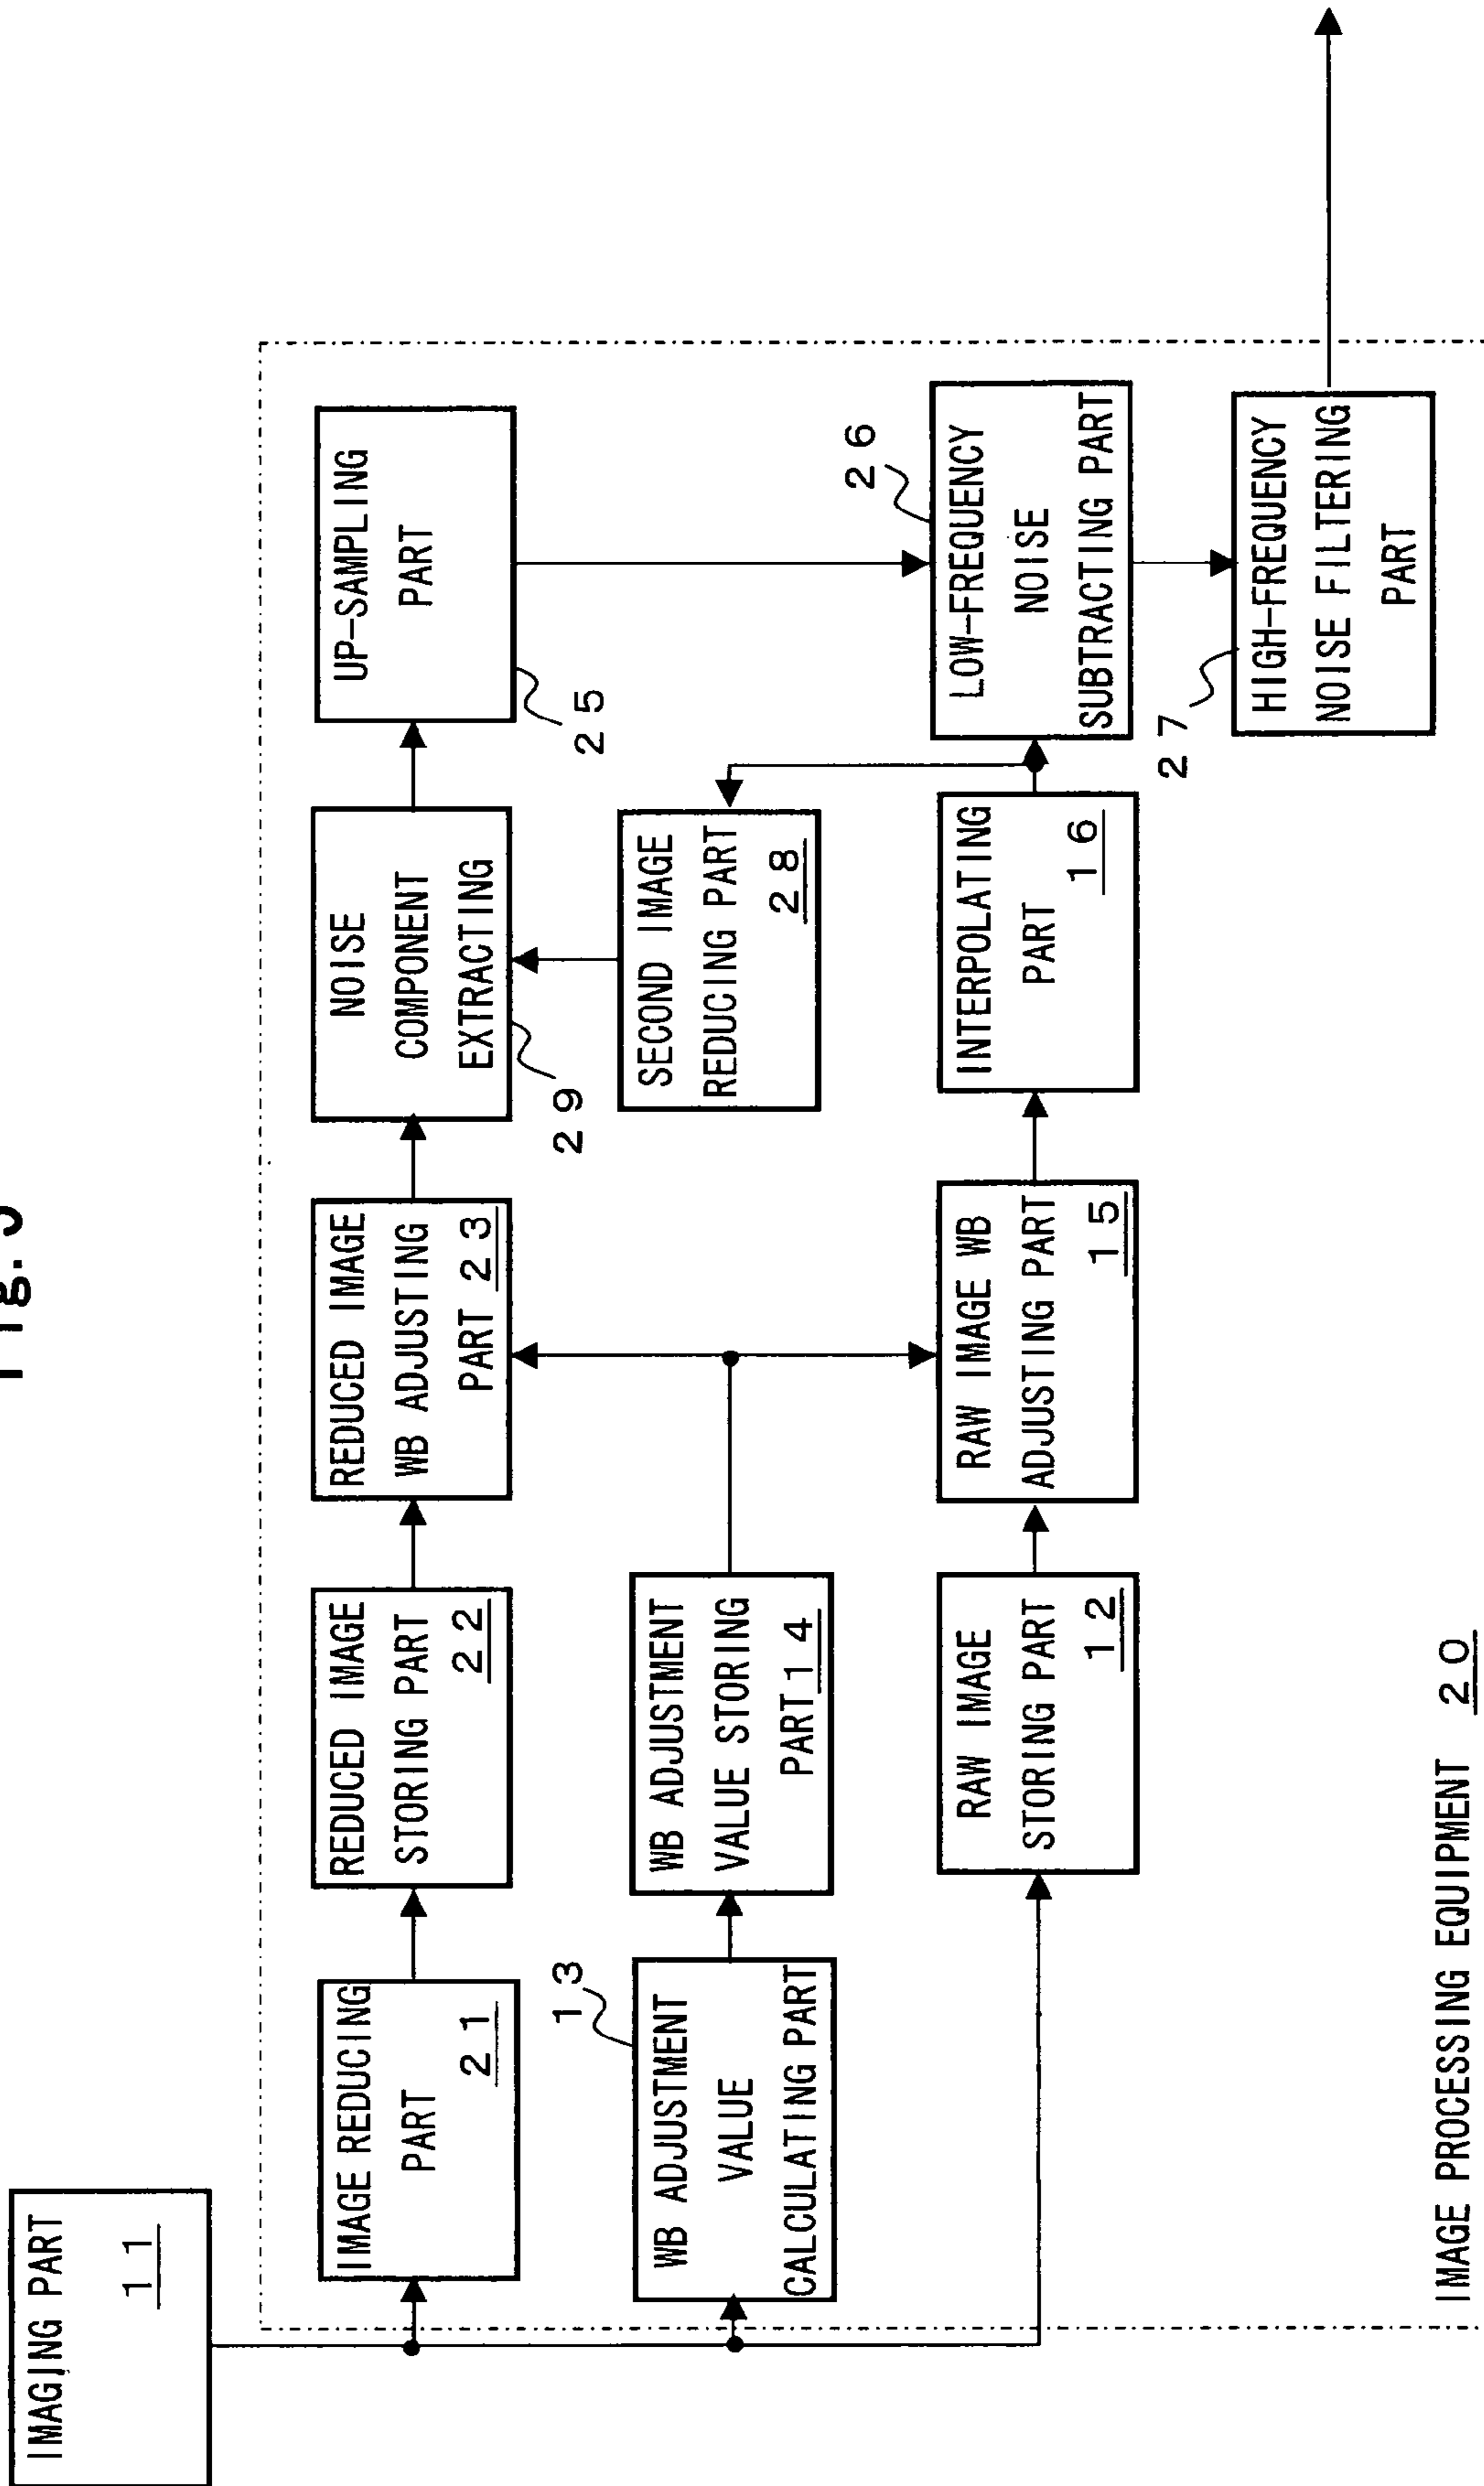 Fig.
IMAGING PART
11
IMAGE REDUCING
PART
21
REDUCED IMAGE
STORING PART
22
REDUCED IMAGE
WB ADJUSTING
PART 23
NOISE
COMPONENT
EXTRACTING
29
UP-SAMPLING
PART
25
13
WB ADJUSTMENT
VALUE
CALCULATING PART
WB ADJUSTMENT
VALUE STORING
PART 14
SECOND IMAGE
REDUCING PART
28
RAW IMAGE
STORING PART
12
RAW IMAGE WB
ADJUSTING PART
15
INTERPOLATING
PART
16
26
LOW-FREQUENCY
NOISE
SUBTRACTING PART
27
HIGH-FREQUENCY
NOISE FILTERING
PART
IMAGE PROCESSING EQUIPMENT 20